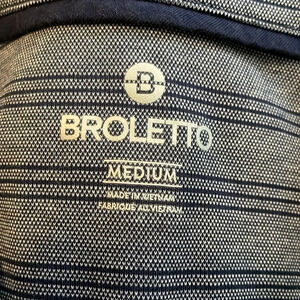 B
BROLETTO
MEDIUM
MADE IN VIETNAM
FABRIQUÉ AU VIETNAM